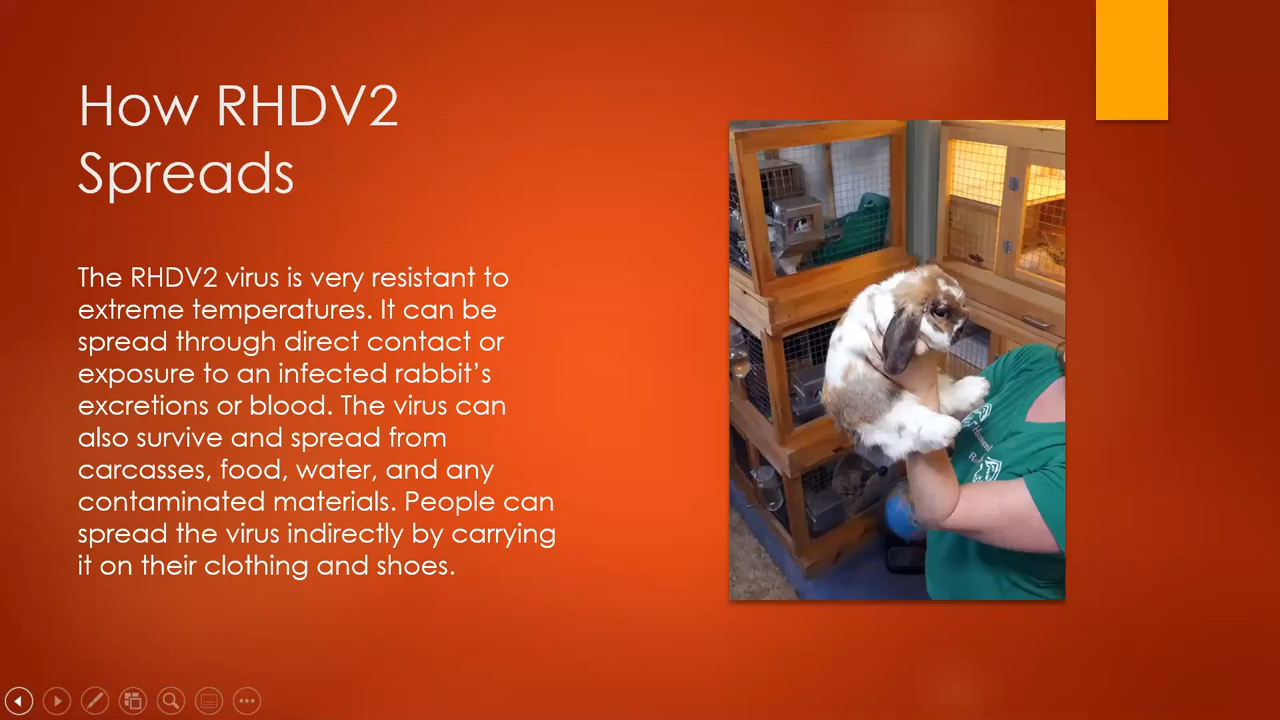 How RHDV2
Spreads
The RHDV2 virus is very resistant to
extreme temperatures. It can be
spread through direct contact or
exposure to an infected rabbit's
excretions or blood. The virus can
also survive and spread from
carcasses, food, water, and any
contaminated materials. People can
spread the virus indirectly by carrying
it on their clothing and shoes.